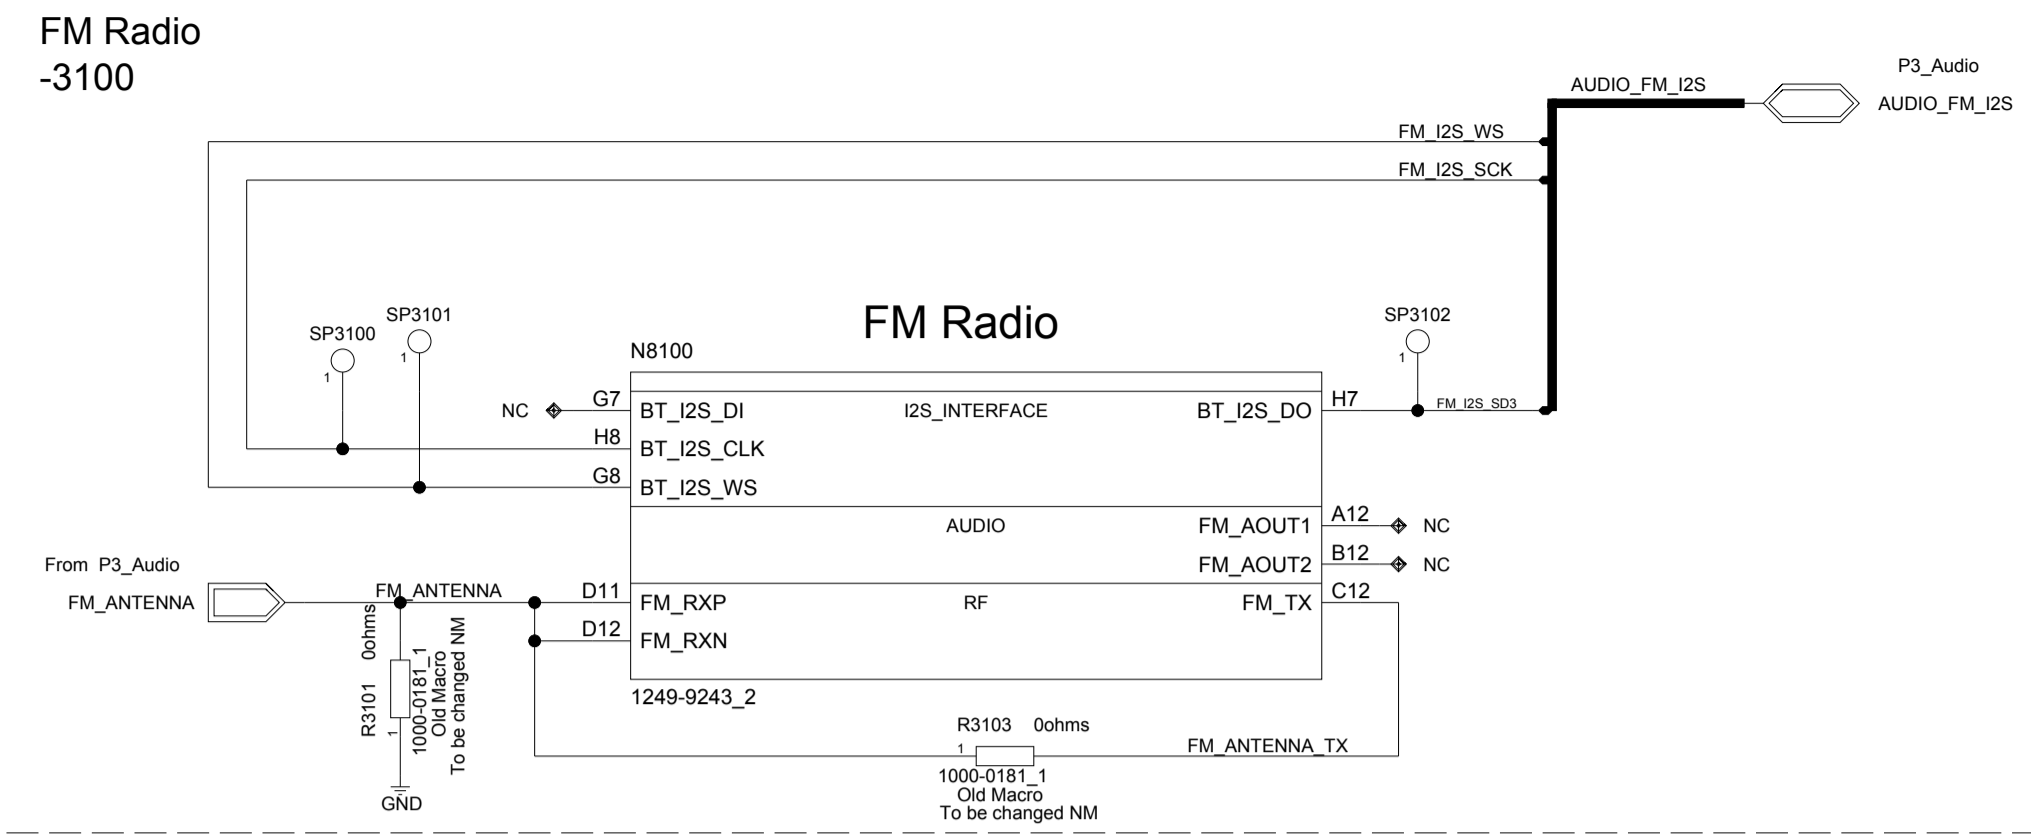 FM Radio
-3100
P3_Audio
AUDIO_FM_I2S
AUDIO_FM_I2S
FM_I2S_WS
FM_I2S_SCK
SP3100
1
SP3101
1
FM Radio
SP3102
1
N8100
NC
G7
BT_I2S_DI
I2S_INTERFACE
BT_I2S_DO
H7
FM_I2S_SD3
H8
BT_I2S_CLK
G8
BT_I2S_WS
AUDIO
FM_AOUT1
A12
NC
FM_AOUT2
B12
NC
From P3_Audio
FM_ANTENNA
FM_ANTENNA
D11
FM_RXP
RF
FM_TX
C12
D12
FM_RXN
R3101 0ohms
1
1000-0181_1
Old Macro
To be changed NM
GND
1249-9243_2
R3103 0ohms
1
FM_ANTENNA_TX
1000-0181_1
Old Macro
To be changed NM